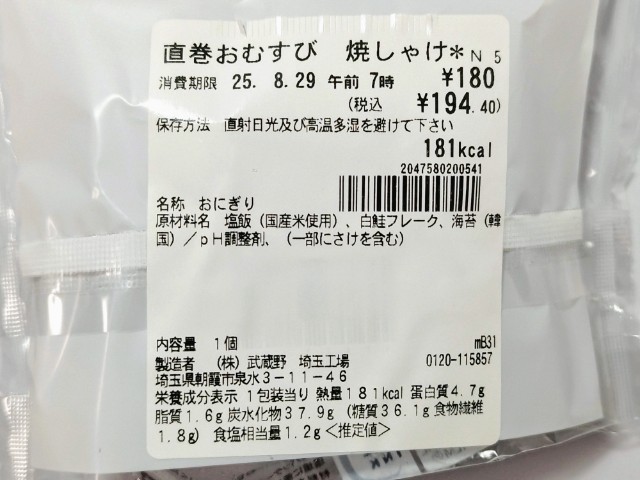 直巻おむすび 焼しゃけ* N 5
消費期限 25. 8.29 午前 7時 ¥180
(税込 ¥194.40)
保存方法 直射日光及び高温多湿を避けて下さい
181kcal
2047580200541
名称 おにぎり
原材料名 塩飯(国産米使用)、白鮭フレーク、海苔(韓
国)/pH調整剤、(一部にさけを含む)
内容量 1個 mB31
製造者 (株)武蔵野 埼玉工場 0120-115857
埼玉県朝霞市泉水3-11-46
栄養成分表示 1包装当り 熱量181kcal 蛋白質4.7g
脂質1.6g 炭水化物37.9g (糖質36.1g 食物繊維
1.8g) 食塩相当量1.2g <推定値>